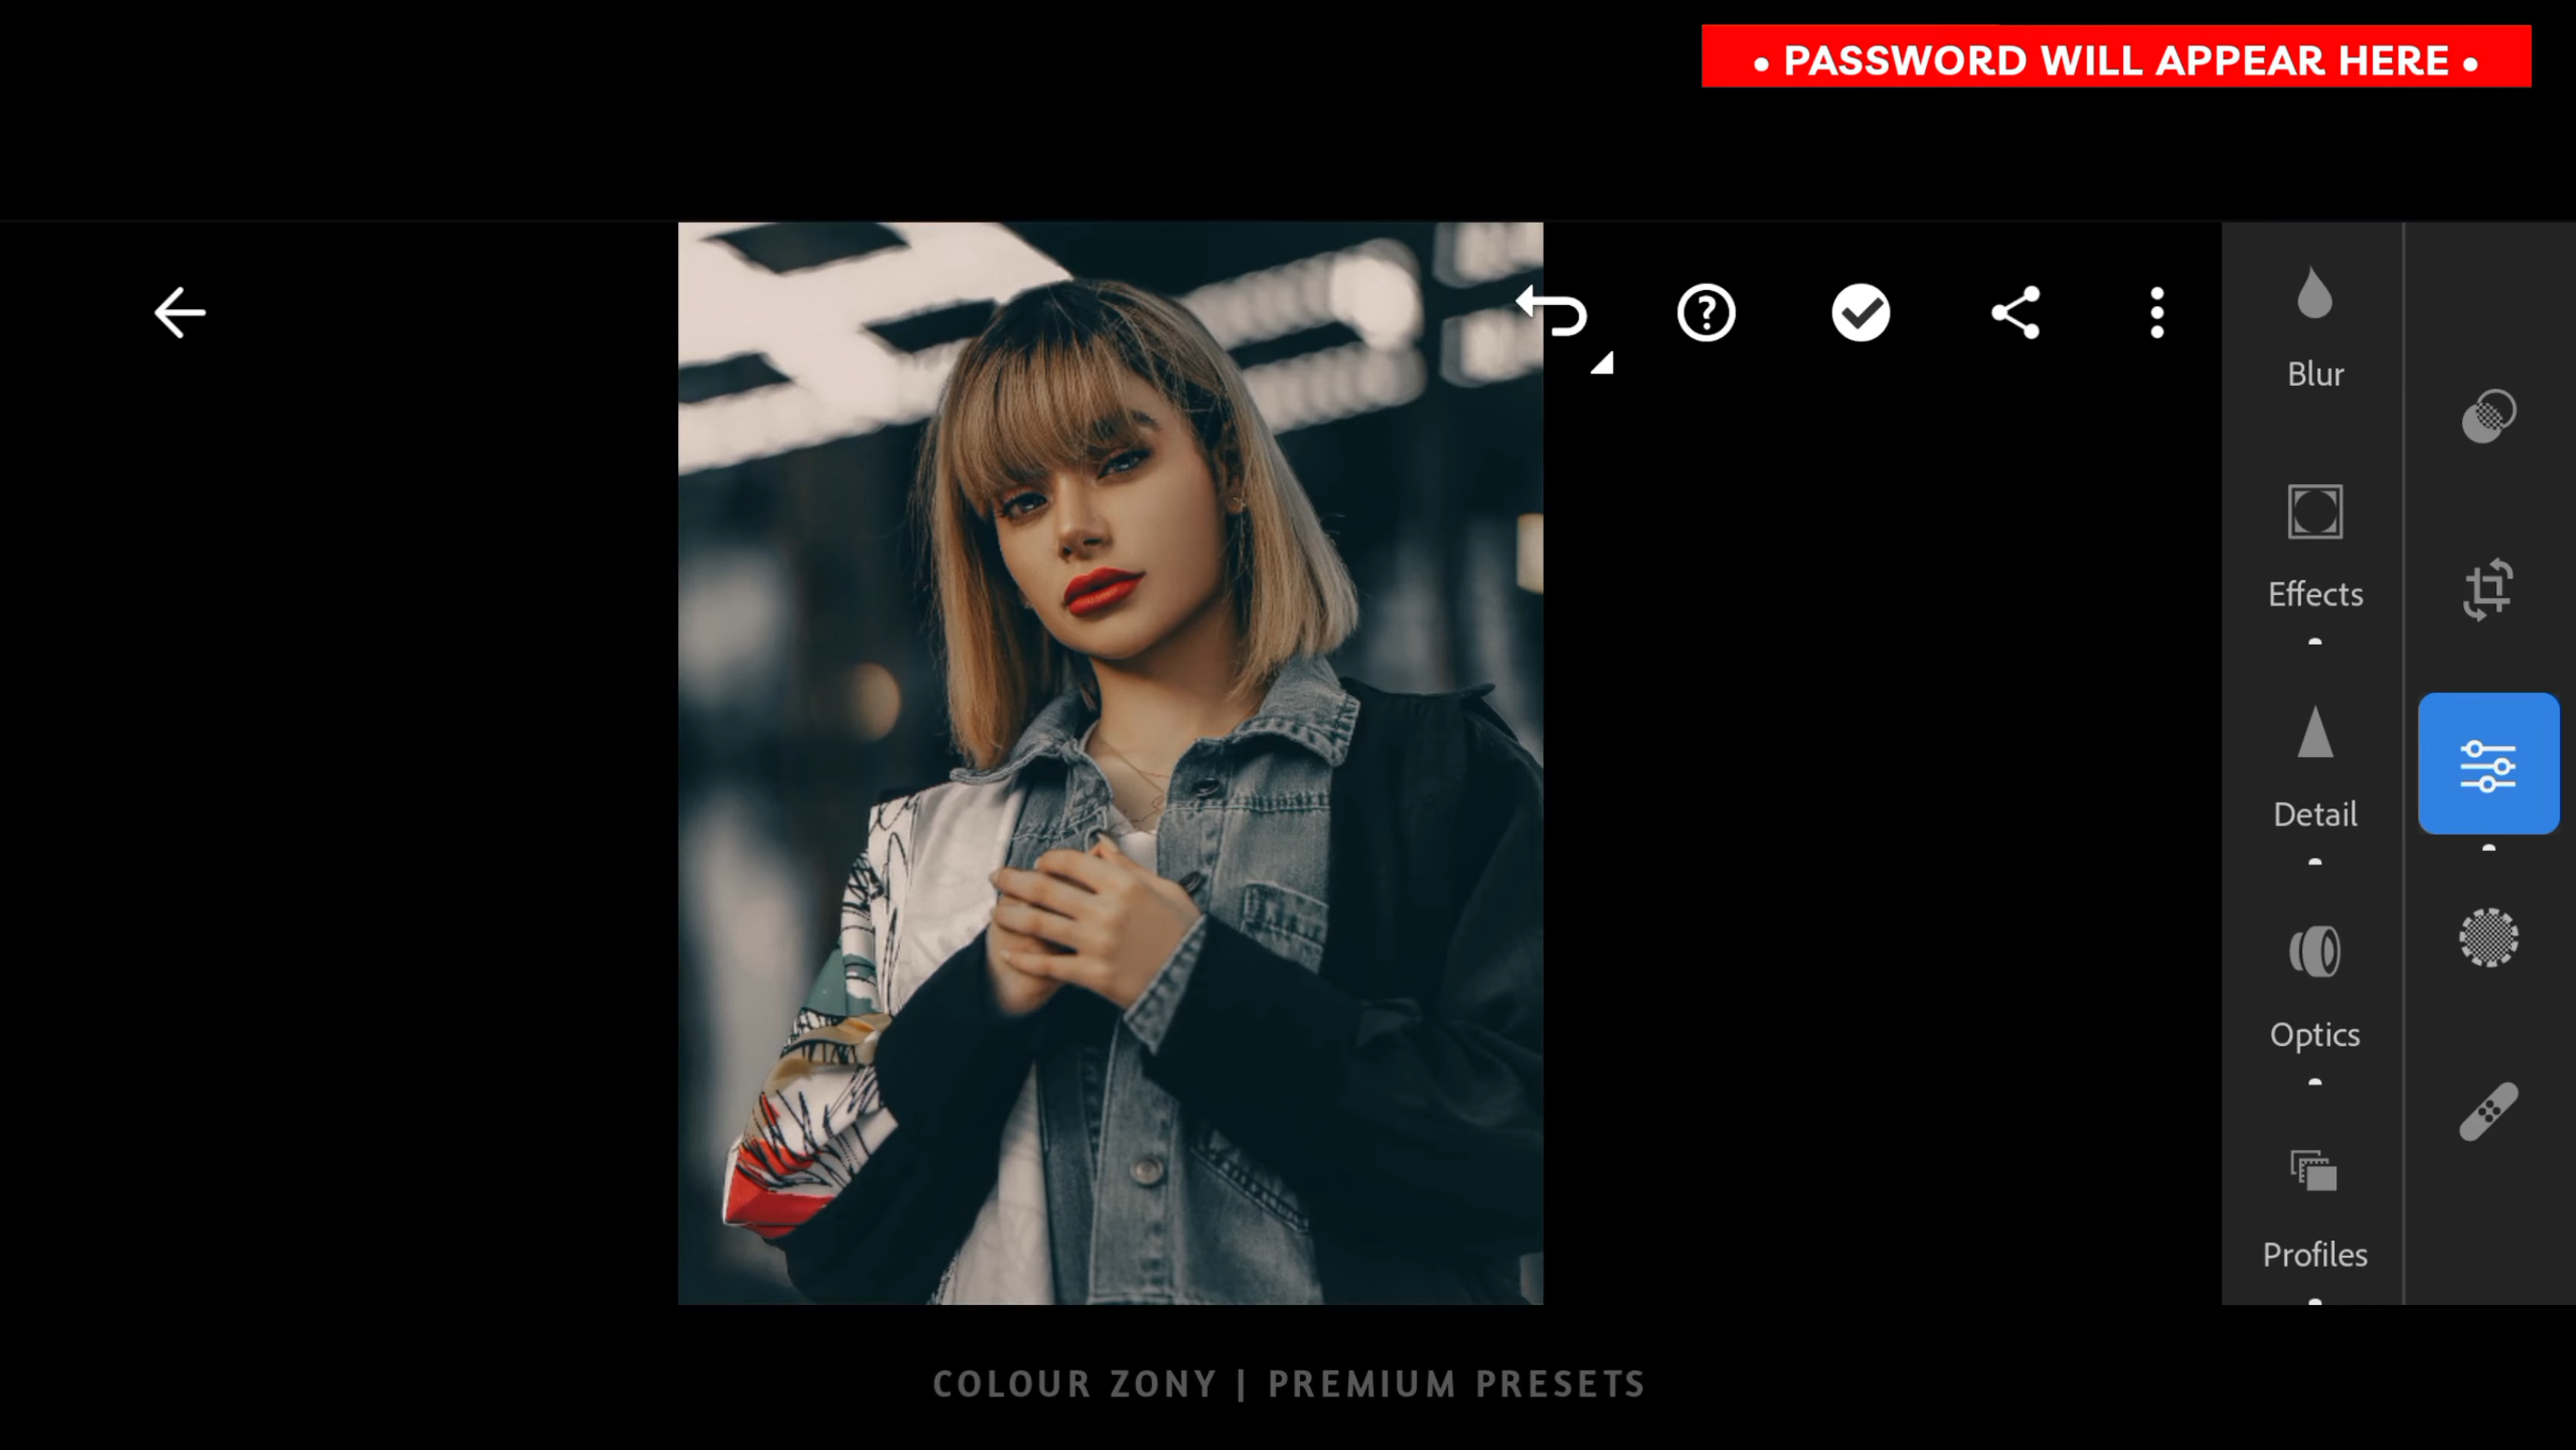 • PASSWORD WILL APPEAR HERE •
Blur
Effects
Detail
Optics
Profiles
COLOUR ZONY | PREMIUM PRESETS